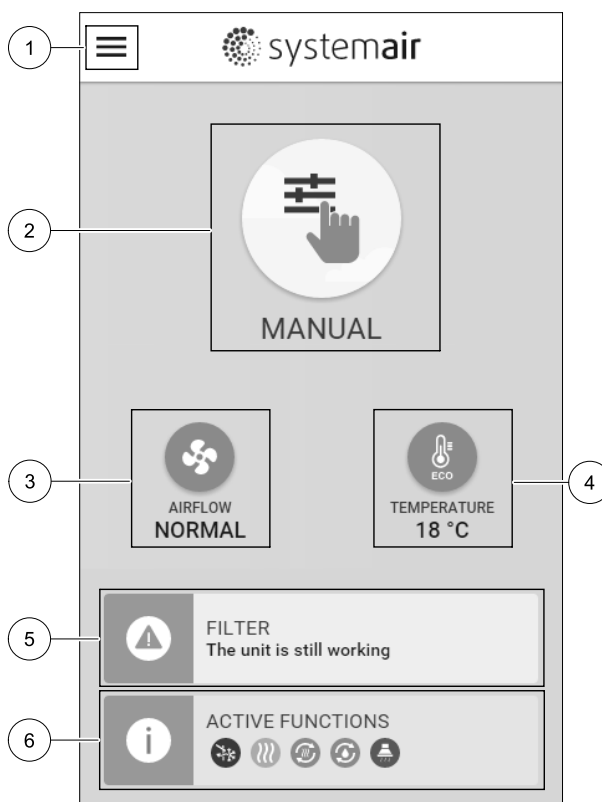 1
systemair
2
MANUAL
3
AIRFLOW
NORMAL
ECO
TEMPERATURE
18 °C
4
5
FILTER
The unit is still working
6
ACTIVE FUNCTIONS